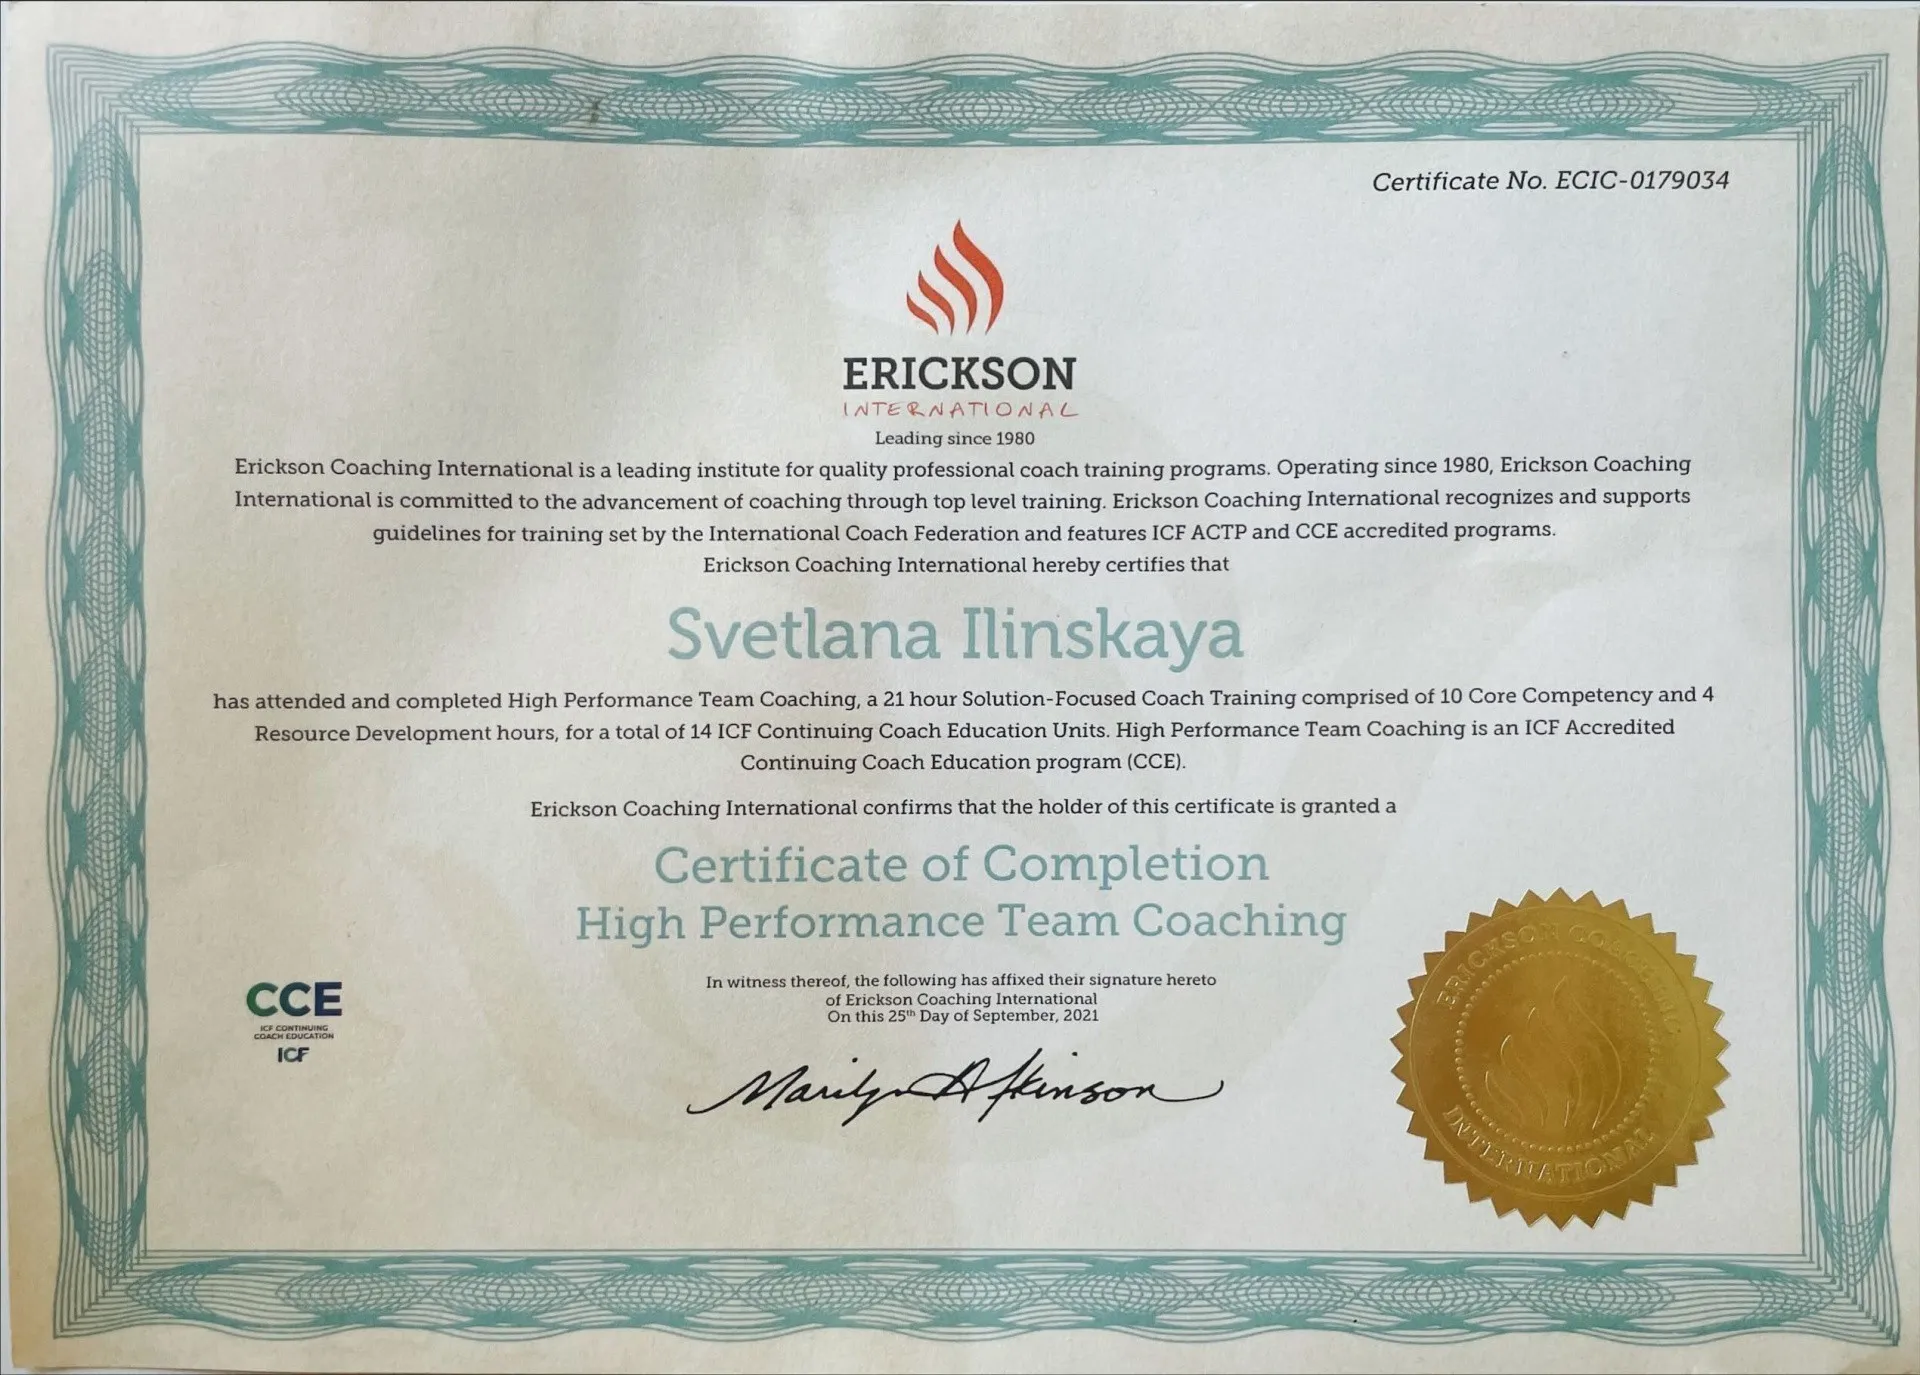 Certificate No. ECIC-0179034
ERICKSON
INTERNATIONAL
Leading since 1980
Erickson Coaching International is a leading institute for quality professional coach training programs. Operating since 1980, Erickson Coaching
International is committed to the advancement of coaching through top level training. Erickson Coaching International recognizes and supports
guidelines for training set by the International Coach Federation and features ICF ACTP and CCE accredited programs.
Erickson Coaching International hereby certifies that
Svetlana Ilinskaya
has attended and completed High Performance Team Coaching, a 21 hour Solution-Focused Coach Training comprised of 10 Core Competency and 4
Resource Development hours, for a total of 14 ICF Continuing Coach Education Units. High Performance Team Coaching is an ICF Accredited
Continuing Coach Education program (CCE).
Erickson Coaching International confirms that the holder of this certificate is granted a
Certificate of Completion
High Performance Team Coaching
In witness thereof, the following has affixed their signature hereto
of Erickson Coaching International
On this 25th Day of September, 2021
Marilyn Atkinson
CCE
ICF CONTINUING
COACH EDUCATION
ICF
ERICKSON COACHING
INTERNATIONAL